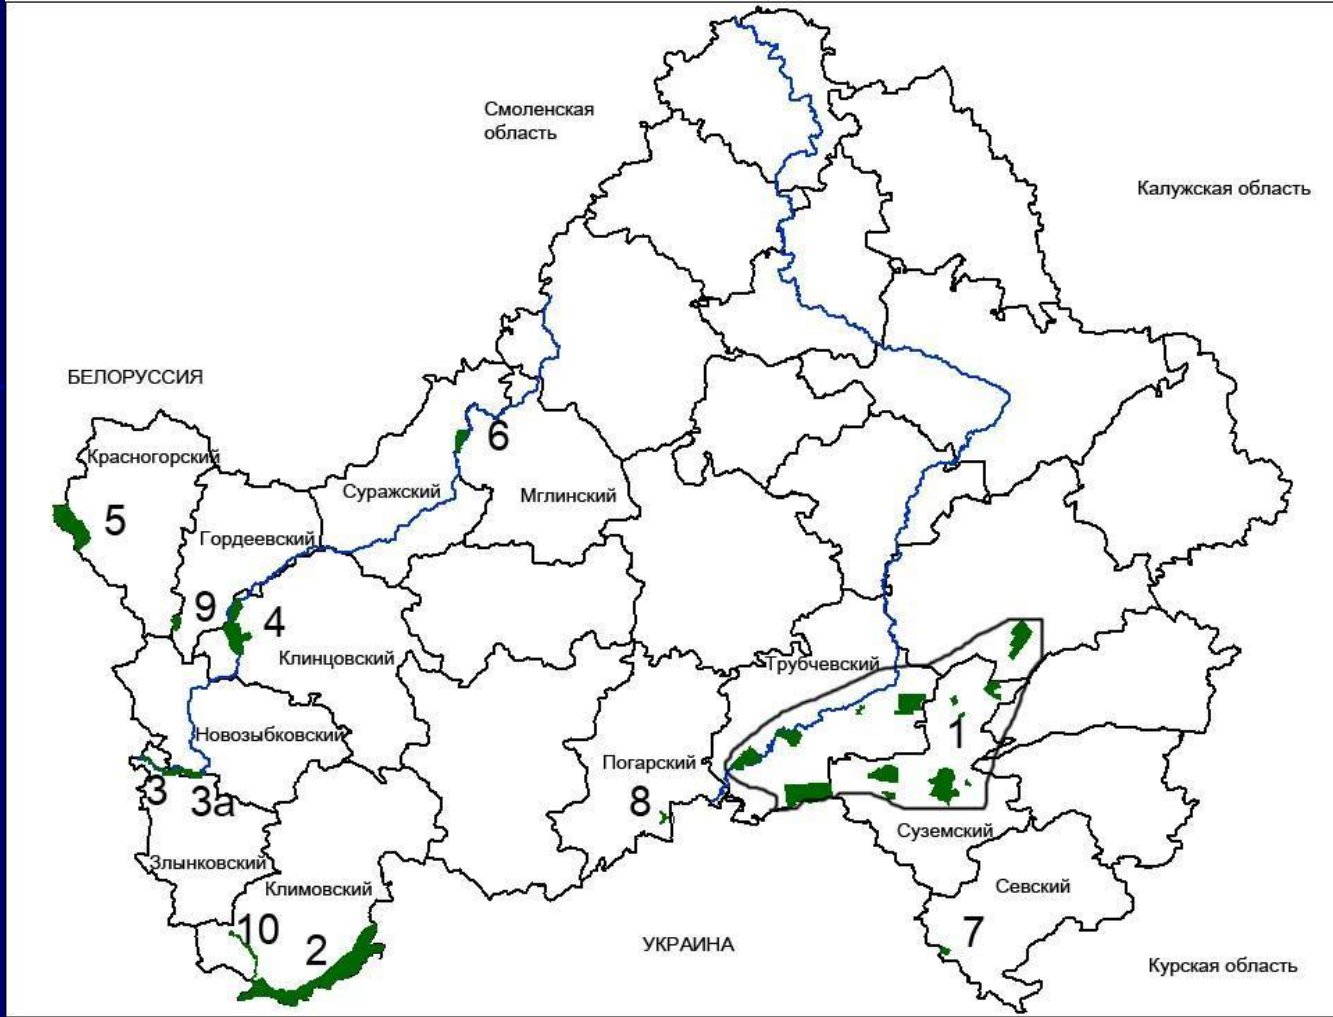 Смоленская
область
Калужская область
БЕЛОРУССИЯ
6
Красногорский
Суражский
Мглинский
5
Гордеевский
9
4
Клинцовский
Трубчевский
Новозыбковский
1
Погарский
3
3а
8
Суземский
Злынковский
Климовский
Севский
10
2
7
УКРАИНА
Курская область